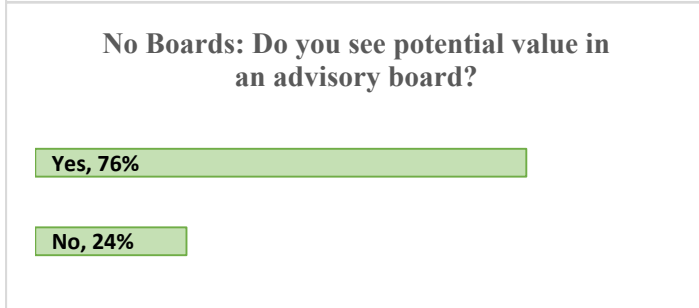 No Boards: Do you see potential value in
an advisory board?
Yes, 76%
No, 24%